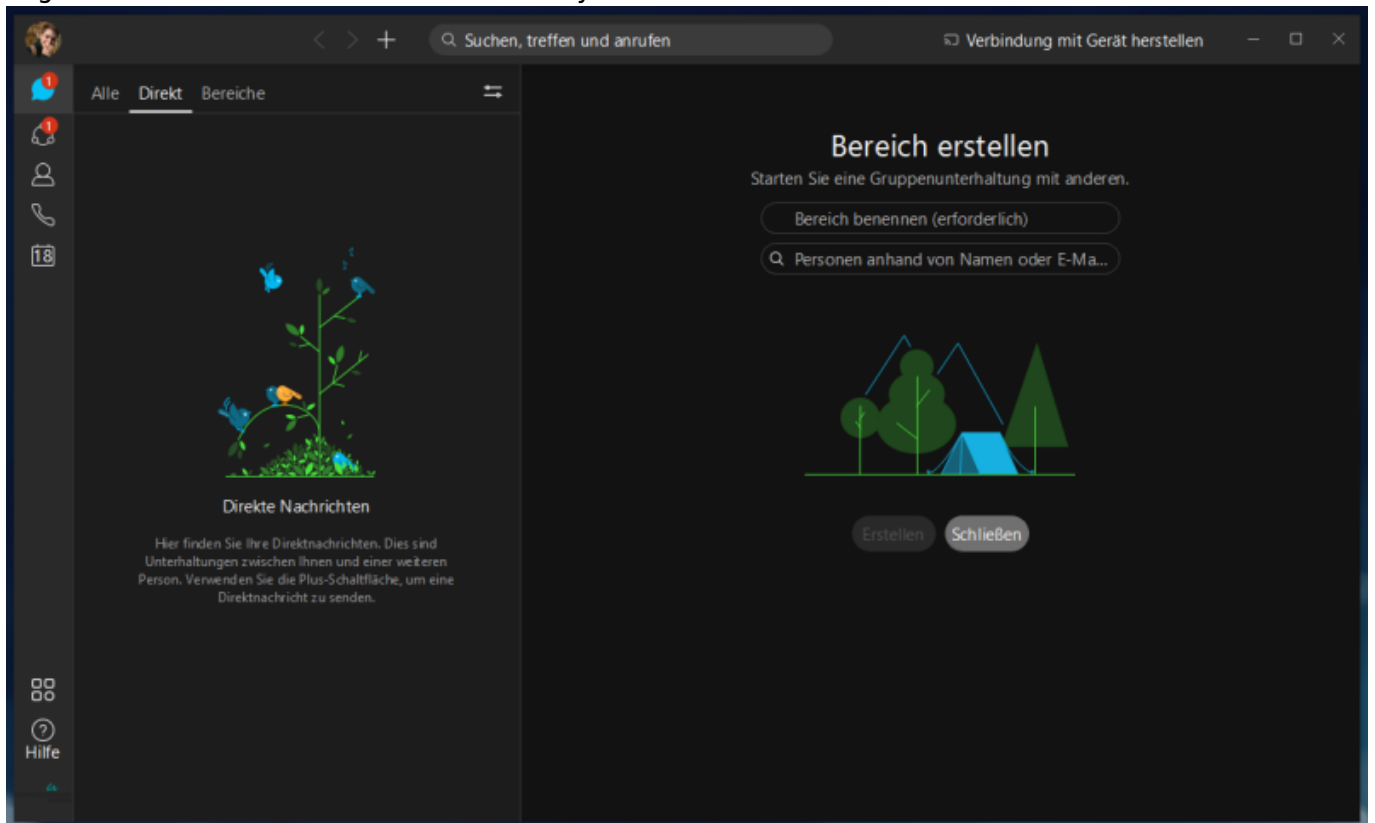 Suchen, treffen und anrufen
Verbindung mit Gerät herstellen
1
Alle Direkt Bereiche
1
18
Hilfe
Direkte Nachrichten
Hier finden Sie Ihre Direktnachrichten. Dies sind
Unterhaltungen zwischen Ihnen und einer weiteren
Person. Verwenden Sie die Plus-Schaltfläche, um eine
Direktnachricht zu senden.
Bereich erstellen
Starten Sie eine Gruppenunterhaltung mit anderen.
Bereich benennen (erforderlich)
Personen anhand von Namen oder E-Ma...
Erstellen Schließen